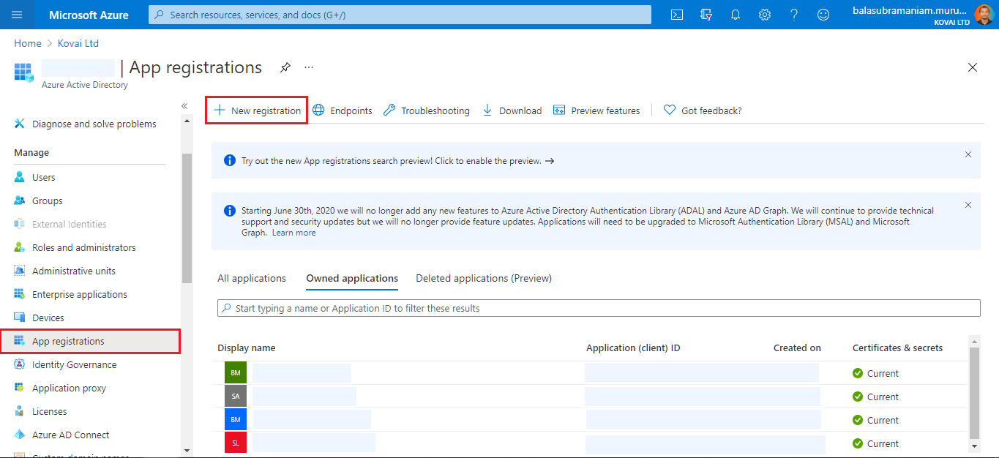 Microsoft Azure
Search resources, services, and docs (G+/)
balasubramaniam.muru...
KOVAI LTD
Home > Kovai Ltd
| App registrations
Azure Active Directory
Diagnose and solve problems
Manage
Users
Groups
External Identities
Roles and administrators
Administrative units
Enterprise applications
Devices
App registrations
Identity Governance
Application proxy
Licenses
Azure AD Connect
Custom domain names
New registration
Endpoints
Troubleshooting
Download
Preview features
Got feedback?
Try out the new App registrations search preview! Click to enable the preview. →
Starting June 30th, 2020 we will no longer add any new features to Azure Active Directory Authentication Library (ADAL) and Azure AD Graph. We will continue to provide technical
support and security updates but we will no longer provide feature updates. Applications will need to be upgraded to Microsoft Authentication Library (MSAL) and Microsoft
Graph. Learn more
All applications
Owned applications
Deleted applications (Preview)
Start typing a name or Application ID to filter these results
Display name
Application (client) ID
Created on
Certificates & secrets
BM
Current
SA
Current
BM
Current
SL
Current